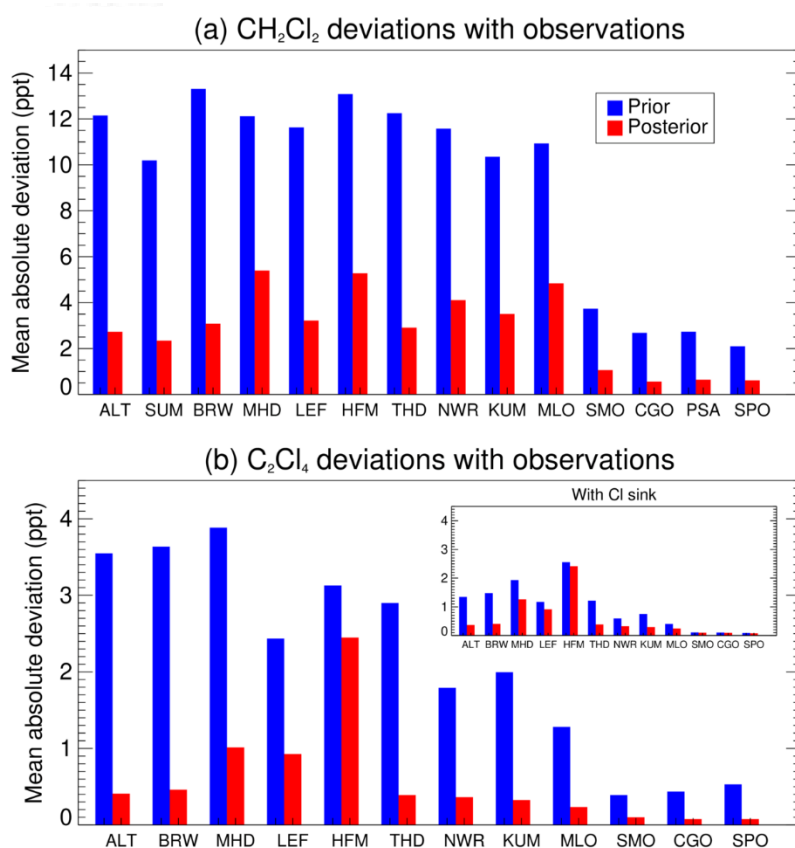 (a) CH₂Cl₂ deviations with observations
Mean absolute deviation (ppt)
14
12
10
8
6
4
2
0
Prior
Posterior
ALT SUM BRW MHD LEF HFM THD NWR KUM MLO SMO CGO PSA SPO
(b) C₂Cl₄ deviations with observations
Mean absolute deviation (ppt)
4
3
2
1
0
With Cl sink
4
3
2
1
0
ALT BRW MHD LEF HFM THD NWR KUM MLO SMO CGO SPO
ALT BRW MHD LEF HFM THD NWR KUM MLO SMO CGO SPO